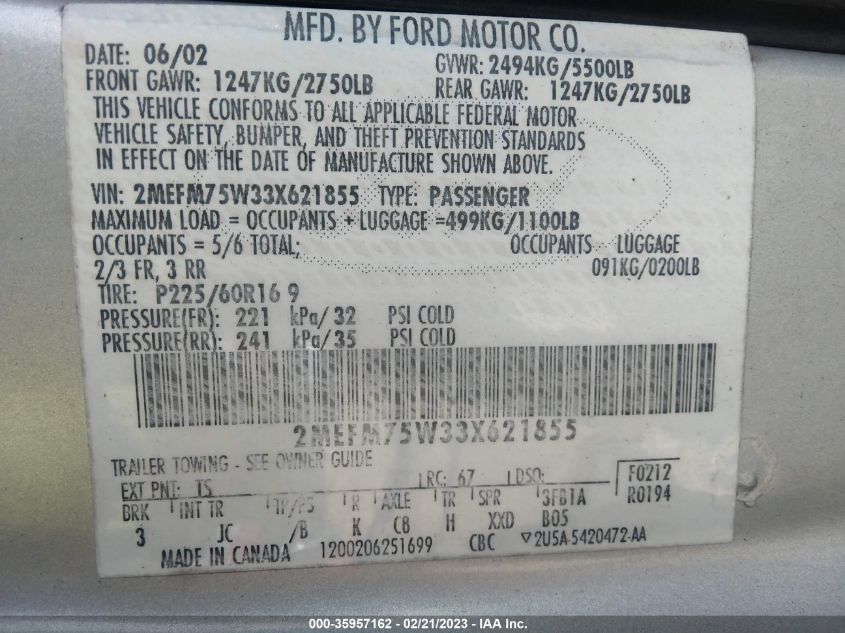 MFD. BY FORD MOTOR CO.
DATE: 06/02 GVWR: 2494KG/5500LB
FRONT GAWR: 1247KG/2750LB REAR GAWR: 1247KG/2750LB
THIS VEHICLE CONFORMS TO ALL APPLICABLE FEDERAL MOTOR
VEHICLE SAFETY, BUMPER, AND THEFT PREVENTION STANDARDS
IN EFFECT ON THE DATE OF MANUFACTURE SHOWN ABOVE.
VIN: 2MEFM75W33X621855 TYPE: PASSENGER
MAXIMUM LOAD = OCCUPANTS + LUGGAGE =499KG/1100LB
OCCUPANTS = 5/6 TOTAL; OCCUPANTS LUGGAGE
2/3 FR, 3 RR 091KG/0200LB
TIRE: P225/60R16 9
PRESSURE(FR): 221 kPa/ 32 PSI COLD
PRESSURE(RR): 241 kPa/ 35 PSI COLD
2MEFM75W33X621855
TRAILER TOWING - SEE OWNER GUIDE
EXT PNT: TS RC: 67 DSO: F0212
BRK INT TR TP/PS R AXLE TR SPR 3FB1A R0194
3 JC /B K C8 H XXD B05
MADE IN CANADA 1200206251699 CBC ▽2U5A-5420472-AA
000-35957162 - 02/21/2023 - IAA Inc.